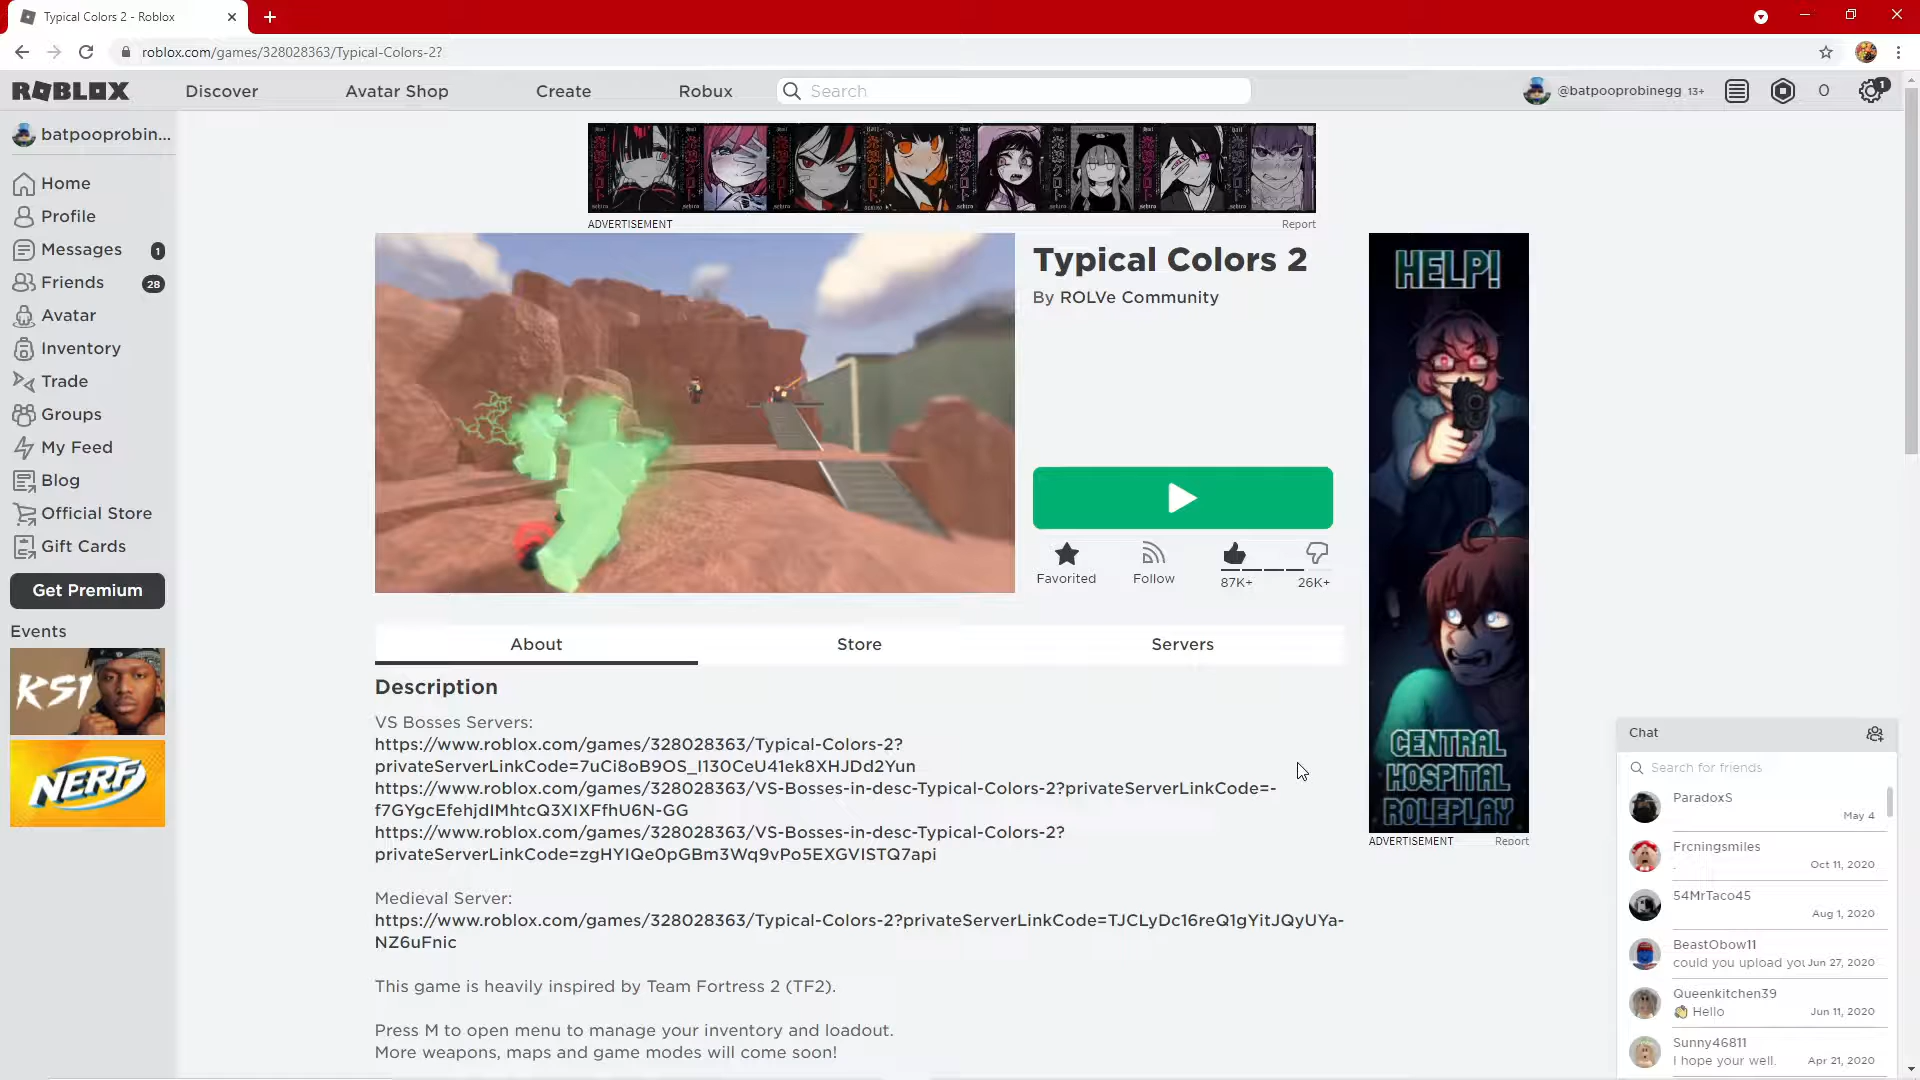 Typical Colors 2 - Roblox
roblox.com/games/328028363/Typical-Colors-2?
ROBLOX
Discover
Avatar Shop
Create
Robux
Search
@batpooprobinegg 13+
0
1
batpooprobin...
Home
Profile
Messages 1
Friends 28
Avatar
Inventory
Trade
Groups
My Feed
Blog
Official Store
Gift Cards
Get Premium
Events
KSI
NERF
ADVERTISEMENT
Report
Typical Colors 2
By ROLVe Community
Favorited
Follow
87K+
26K+
About
Store
Servers
Description
VS Bosses Servers:
https://www.roblox.com/games/328028363/Typical-Colors-2?
privateServerLinkCode=7uCi8oB9OS_I130CeU41ek8XHJDd2Yun
https://www.roblox.com/games/328028363/VS-Bosses-in-desc-Typical-Colors-2?privateServerLinkCode=-
f7GYgcEfehjdIMhtcQ3XIXFfhU6N-GG
https://www.roblox.com/games/328028363/VS-Bosses-in-desc-Typical-Colors-2?
privateServerLinkCode=zgHYIQe0pGBm3Wq9vPo5EXGVISTQ7api
Medieval Server:
https://www.roblox.com/games/328028363/Typical-Colors-2?privateServerLinkCode=TJCLyDc16reQ1gYitJQyUYa-
NZ6uFnic
This game is heavily inspired by Team Fortress 2 (TF2).
Press M to open menu to manage your inventory and loadout.
More weapons, maps and game modes will come soon!
HELP!
CENTRAL
HOSPITAL
ROLEPLAY
ADVERTISEMENT
Report
Chat
Search for friends
ParadoxS
May 4
Frcningsmiles
. Oct 11, 2020
54MrTaco45
Aug 1, 2020
BeastObow11
could you upload you Jun 27, 2020
Queenkitchen39
👋 Hello Jun 11, 2020
Sunny46811
I hope your well. Apr 21, 2020